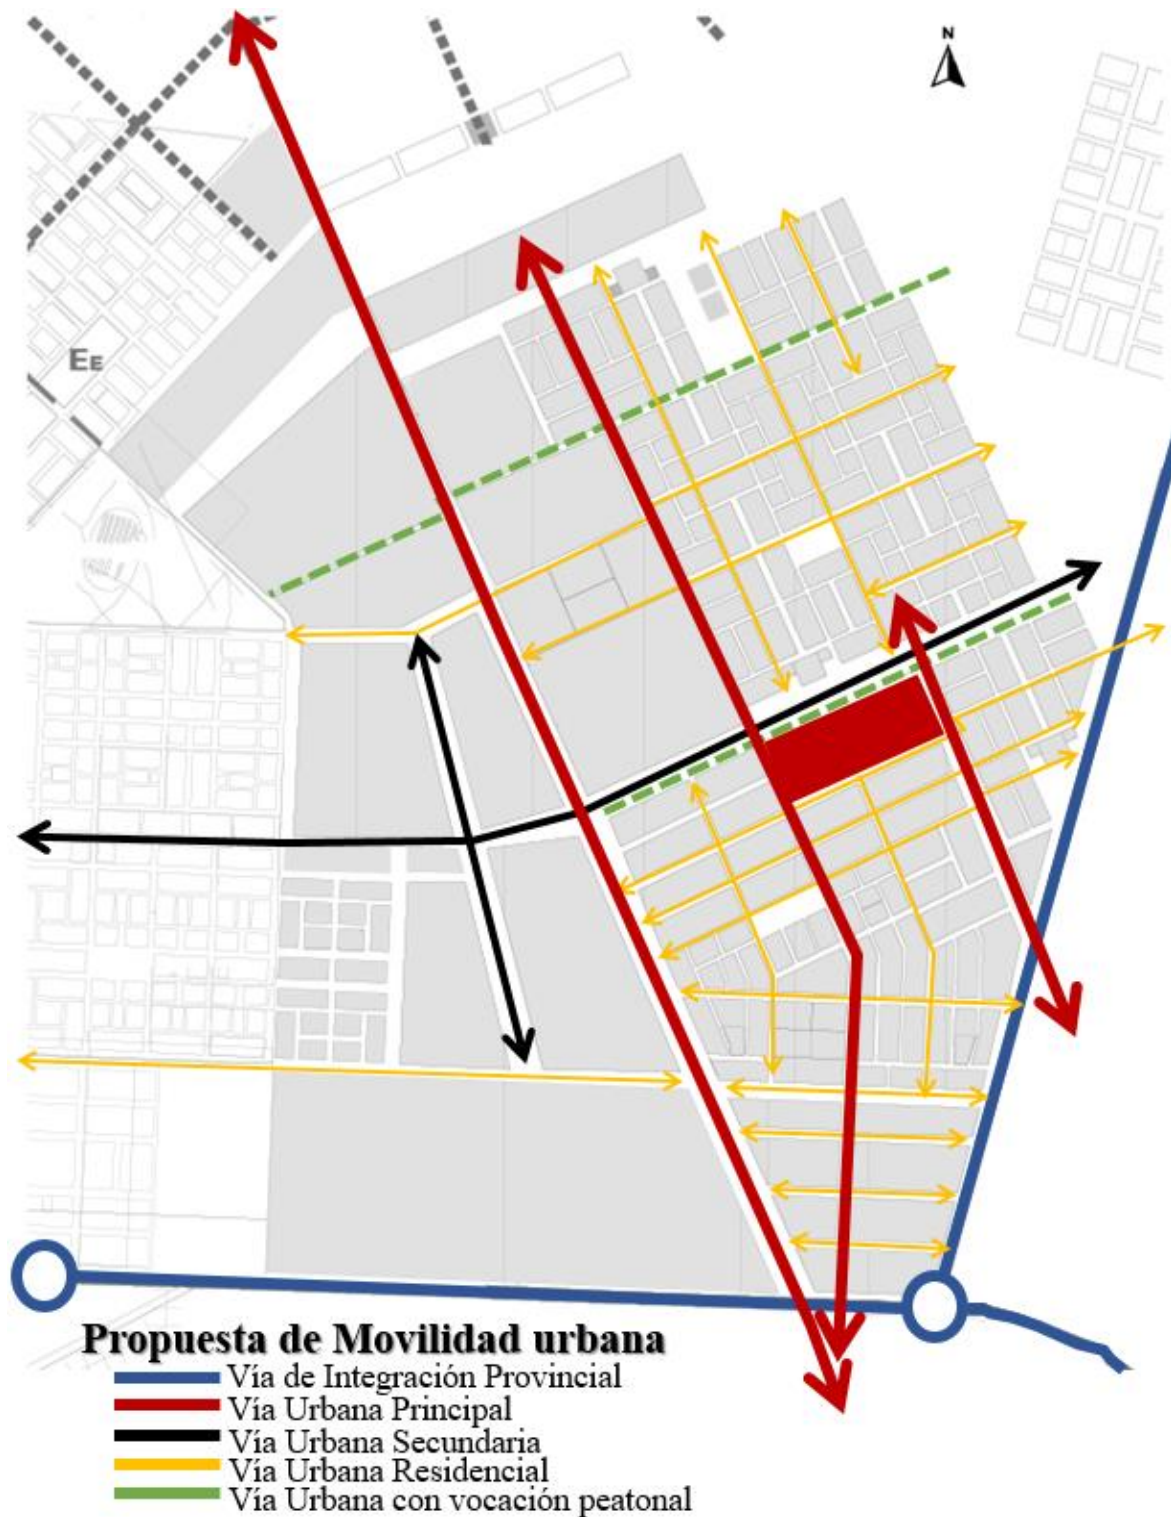 N
EE
Propuesta de Movilidad urbana
Vía de Integración Provincial
Vía Urbana Principal
Vía Urbana Secundaria
Vía Urbana Residencial
Vía Urbana con vocación peatonal